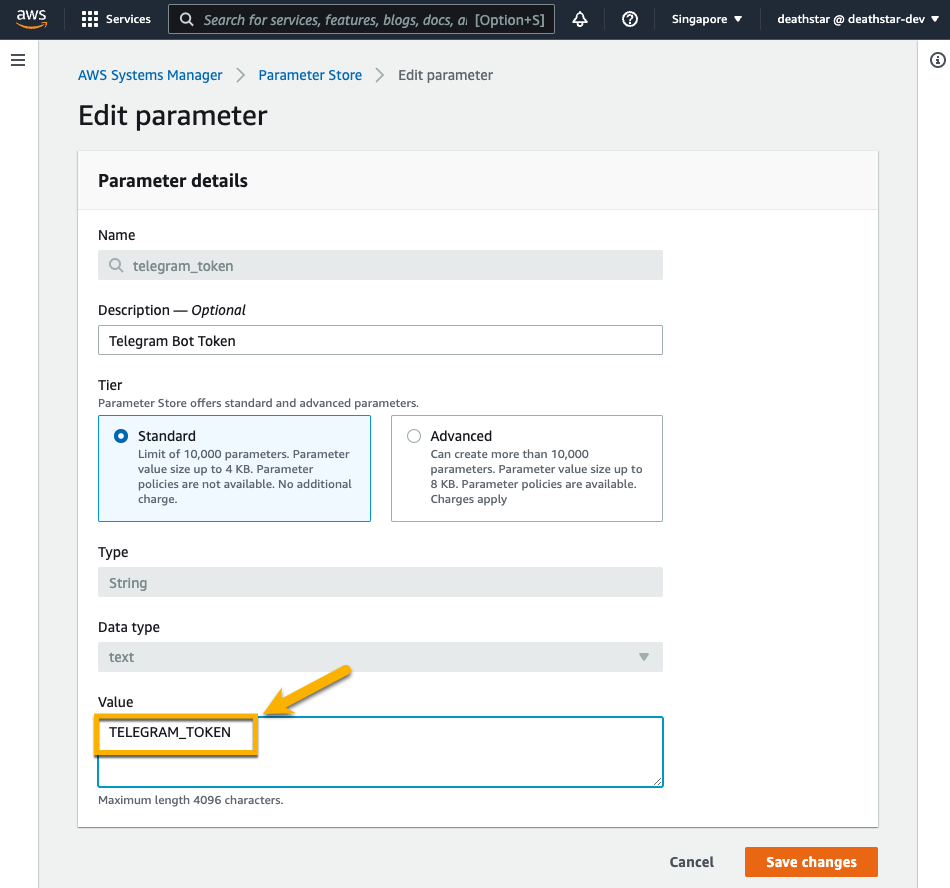 aws Services Search for services, features, blogs, docs, a [Option+S] Singapore ▼ deathstar @ deathstar-dev ▼
AWS Systems Manager > Parameter Store > Edit parameter
Edit parameter
Parameter details
Name
telegram_token
Description — Optional
Telegram Bot Token
Tier
Parameter Store offers standard and advanced parameters.
Standard
Limit of 10,000 parameters. Parameter
value size up to 4 KB. Parameter
policies are not available. No additional
charge.
Advanced
Can create more than 10,000
parameters. Parameter value size up to
8 KB. Parameter policies are available.
Charges apply
Type
String
Data type
text
Value
TELEGRAM_TOKEN
Maximum length 4096 characters.
Cancel Save changes